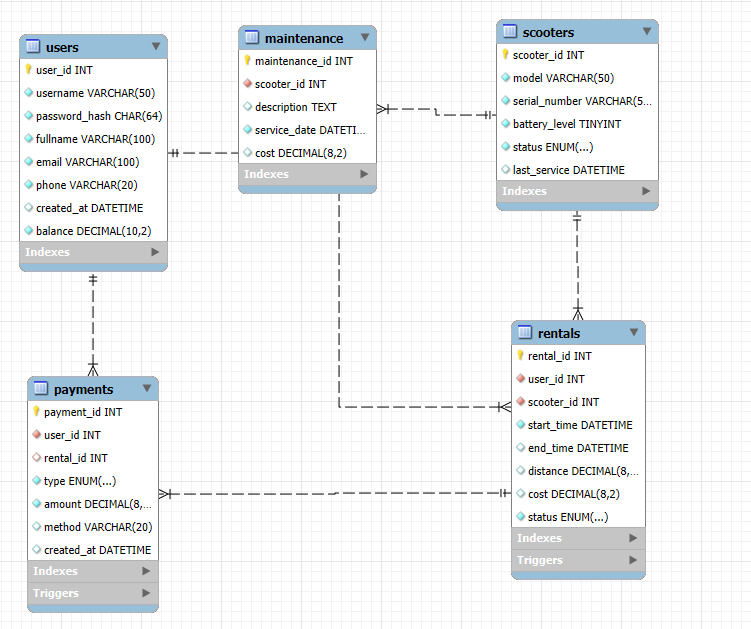 users
user_id INT
username VARCHAR(50)
password_hash CHAR(64)
fullname VARCHAR(100)
email VARCHAR(100)
phone VARCHAR(20)
created_at DATETIME
balance DECIMAL(10,2)
Indexes
maintenance
maintenance_id INT
scooter_id INT
description TEXT
service_date DATETI...
cost DECIMAL(8,2)
Indexes
scooters
scooter_id INT
model VARCHAR(50)
serial_number VARCHAR(5...
battery_level TINYINT
status ENUM(...)
last_service DATETIME
Indexes
payments
payment_id INT
user_id INT
rental_id INT
type ENUM(...)
amount DECIMAL(8,...
method VARCHAR(20)
created_at DATETIME
Indexes
Triggers
rentals
rental_id INT
user_id INT
scooter_id INT
start_time DATETIME
end_time DATETIME
distance DECIMAL(8,...
cost DECIMAL(8,2)
status ENUM(...)
Indexes
Triggers